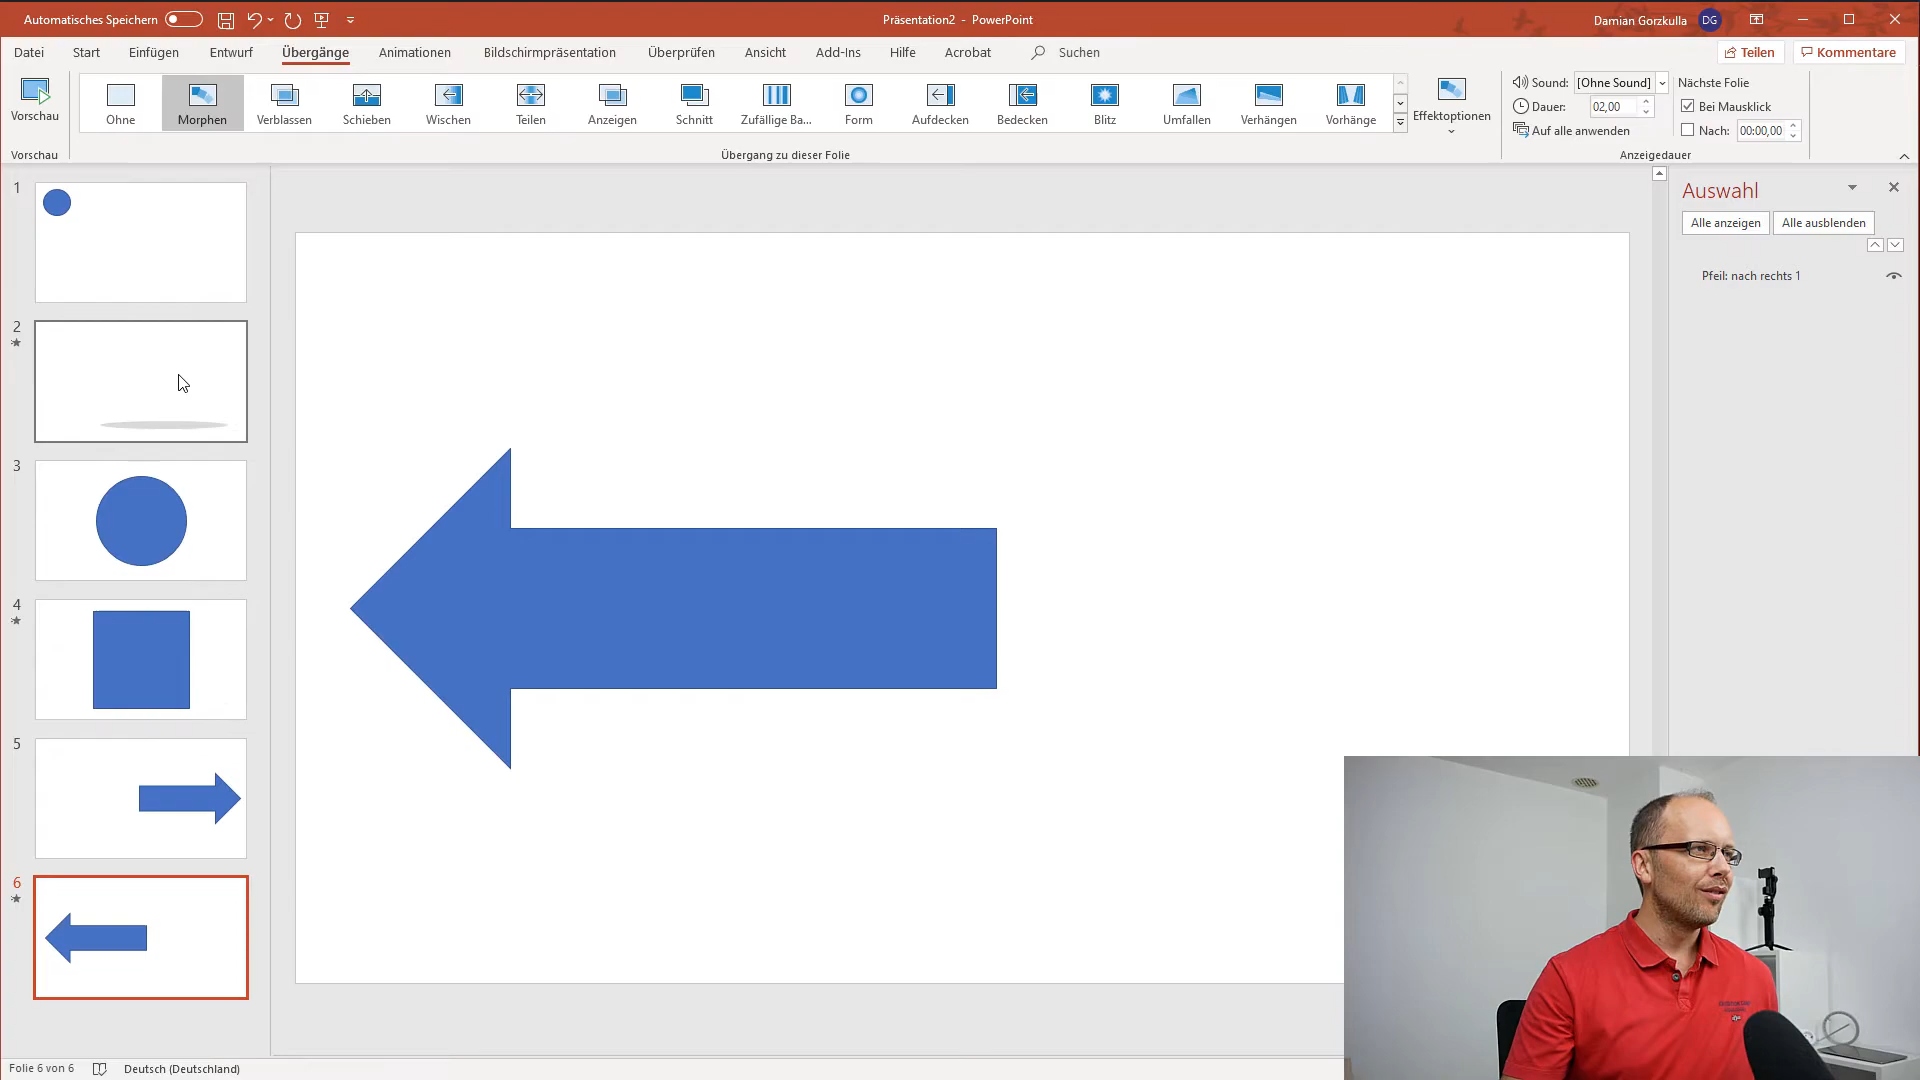 Automatisches Speichern
Präsentation2 - PowerPoint
Damian Gorzkulla DG
Datei Start Einfügen Entwurf Übergänge Animationen Bildschirmpräsentation Überprüfen Ansicht Add-Ins Hilfe Acrobat Suchen
Teilen Kommentare
Vorschau
Ohne Morphen Verblassen Schieben Wischen Teilen Anzeigen Schnitt Zufällige Ba... Form Aufdecken Bedecken Blitz Umfallen Verhängen Vorhänge
Effektoptionen
Sound: [Ohne Sound]
Dauer: 02,00
Auf alle anwenden
Nächste Folie
Bei Mausklick
Nach: 00:00,00
Vorschau
Übergang zu dieser Folie
Anzeigedauer
1
2
3
4
5
6
Auswahl
Alle anzeigen Alle ausblenden
Pfeil: nach rechts 1
Folie 6 von 6 Deutsch (Deutschland)